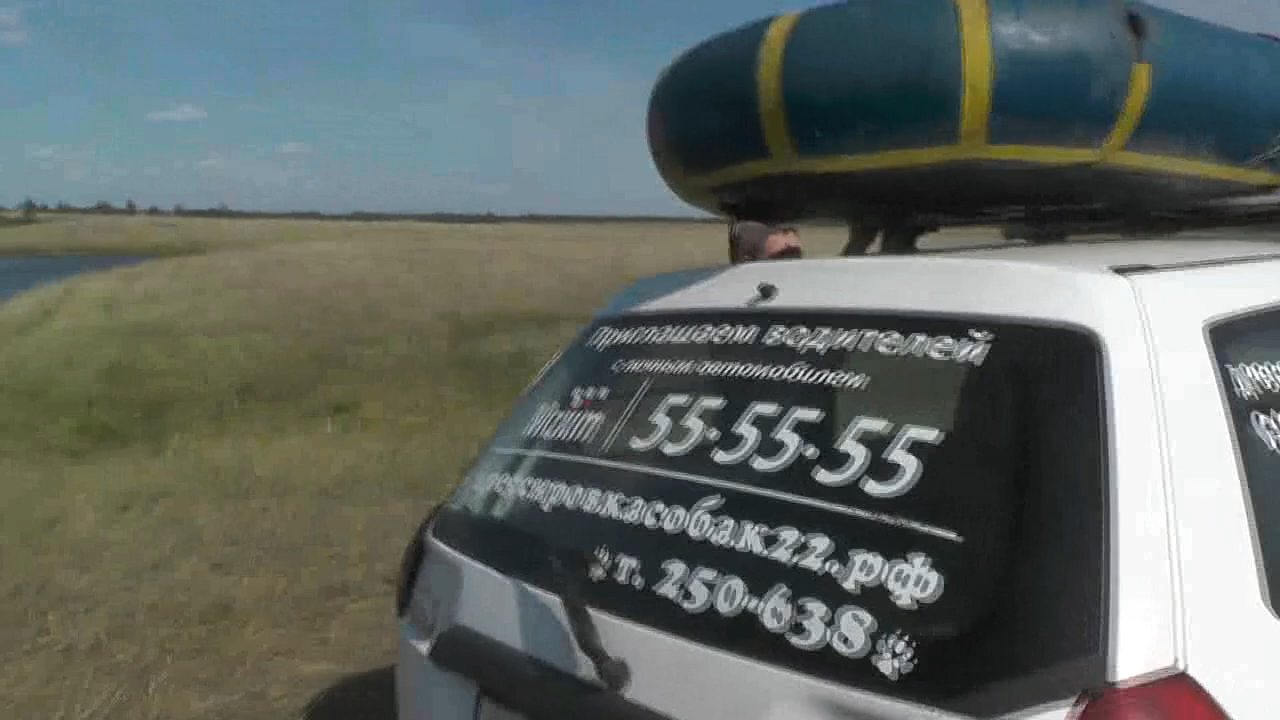 Приглашаем водителей
с личным автомобилем:
55-55-55
дрессировкасобак22.рф
т. 250-638